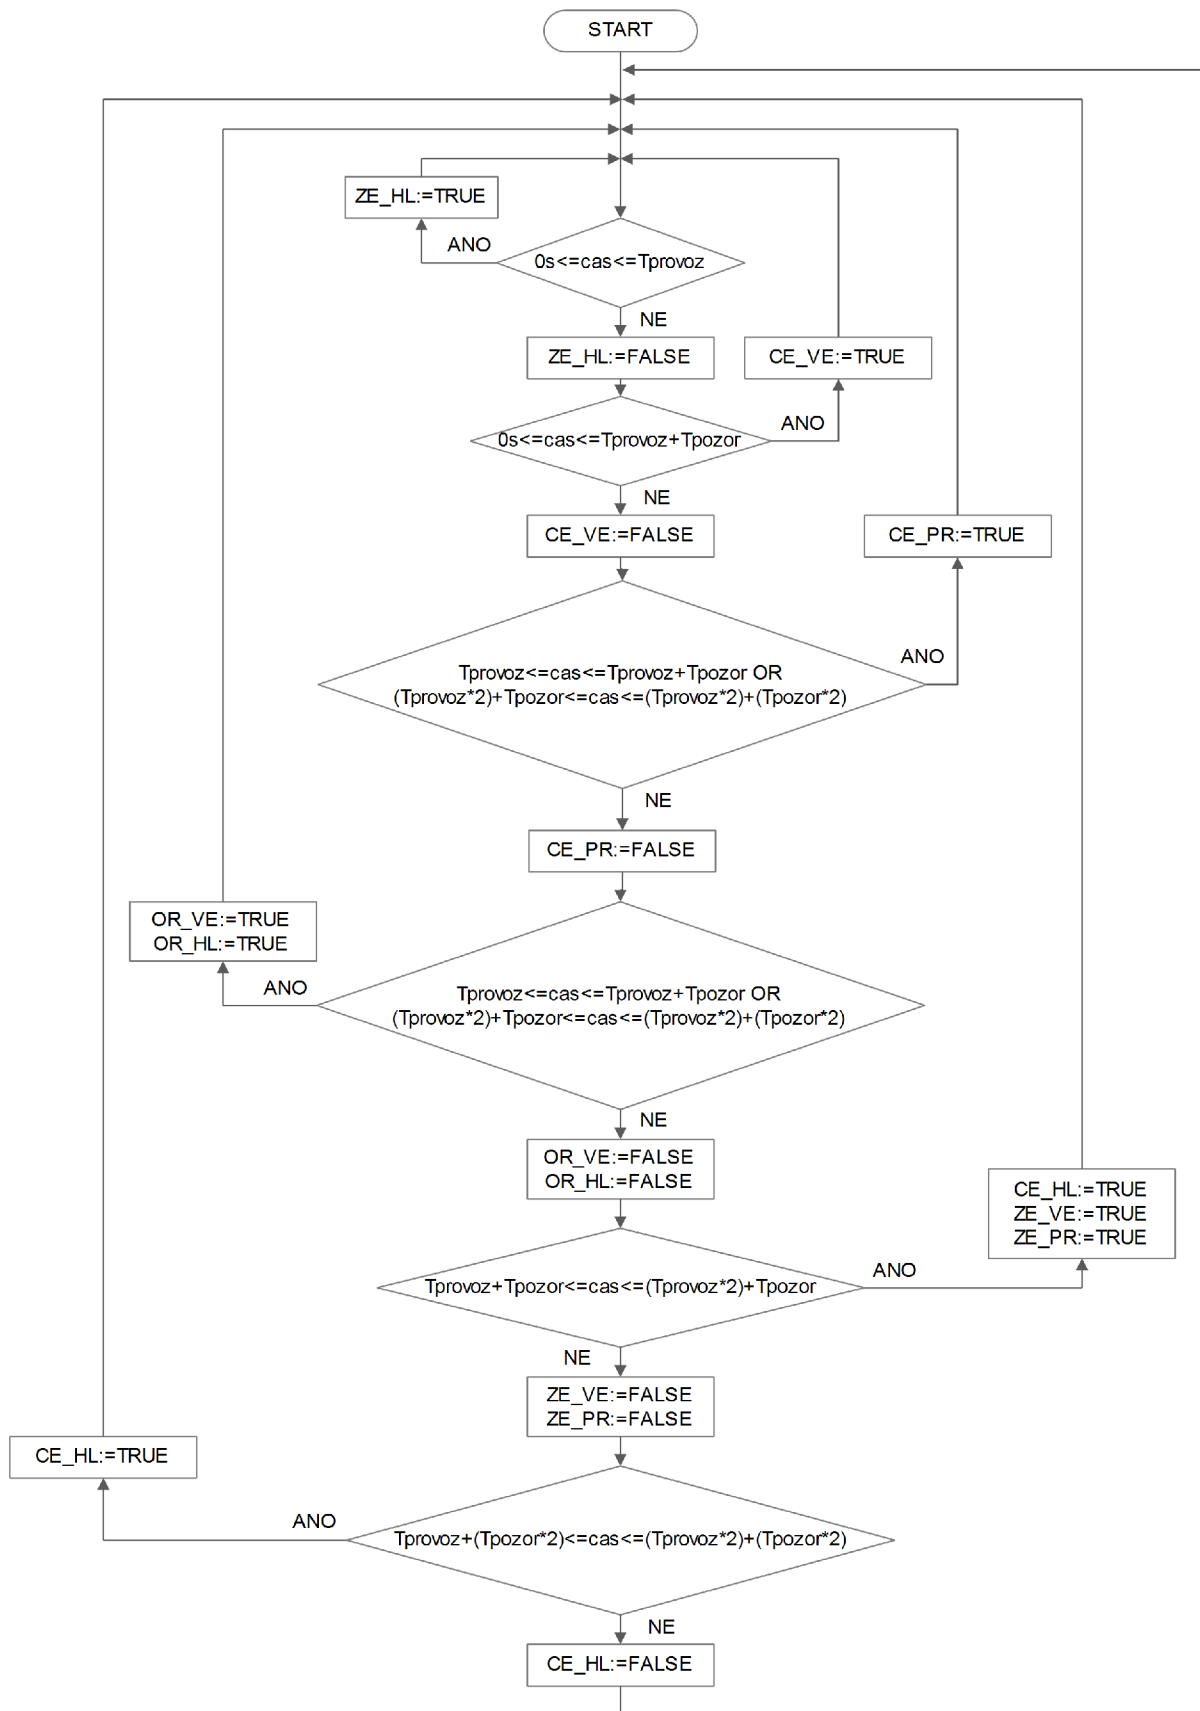 START
ZE_HL:=TRUE
ANO
0s<=cas<=Tprovoz
NE
ZE_HL:=FALSE
CE_VE:=TRUE
ANO
0s<=cas<=Tprovoz+Tpozor
NE
CE_VE:=FALSE
CE_PR:=TRUE
ANO
Tprovoz<=cas<=Tprovoz+Tpozor OR
(Tprovoz*2)+Tpozor<=cas<=(Tprovoz*2)+(Tpozor*2)
NE
CE_PR:=FALSE
OR_VE:=TRUE
OR_HL:=TRUE
ANO
Tprovoz<=cas<=Tprovoz+Tpozor OR
(Tprovoz*2)+Tpozor<=cas<=(Tprovoz*2)+(Tpozor*2)
NE
OR_VE:=FALSE
OR_HL:=FALSE
CE_HL:=TRUE
ZE_VE:=TRUE
ZE_PR:=TRUE
ANO
Tprovoz+Tpozor<=cas<=(Tprovoz*2)+Tpozor
NE
ZE_VE:=FALSE
ZE_PR:=FALSE
CE_HL:=TRUE
ANO
Tprovoz+(Tpozor*2)<=cas<=(Tprovoz*2)+(Tpozor*2)
NE
CE_HL:=FALSE